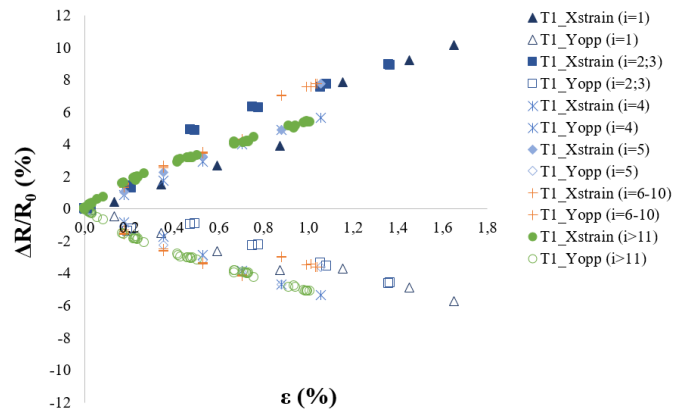 12
10
8
6
4
2
0
-2
-4
-6
-8
-10
-12
0,0 0,2 0,4 0,6 0,8 1,0 1,2 1,4 1,6 1,8
ΔR/R0 (%)
ε (%)
T1_Xstrain (i=1)
T1_Yopp (i=1)
T1_Xstrain (i=2;3)
T1_Yopp (i=2;3)
T1_Xstrain (i=4)
T1_Yopp (i=4)
T1_Xstrain (i=5)
T1_Yopp (i=5)
T1_Xstrain (i=6-10)
T1_Yopp (i=6-10)
T1_Xstrain (i>11)
T1_Yopp (i>11)